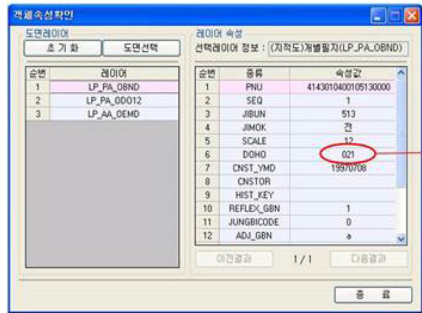 객체속성확인
도면레이어
초 기 화 도면선택
순번 레이어
1 LP_PA_OBND
2 LP_PA_ODO12
3 LP_AA_OEMD
레이어 속성
선택레이어 정보 : (지적도)개별필지(LP_PA_OBND)
순번 종류 속성값
1 PNU 4143010400105130000
2 SEQ 1
3 JIBUN 513
4 JIMOK 전
5 SCALE 12
6 DOHO 021
7 CNST_YMD 19970708
8 CNSTOR
9 HIST_KEY
10 REFLEX_GBN 1
11 JUNGBICODE 0
12 ADJ_GBN a
이전결과 1 / 1 다음결과
종 료